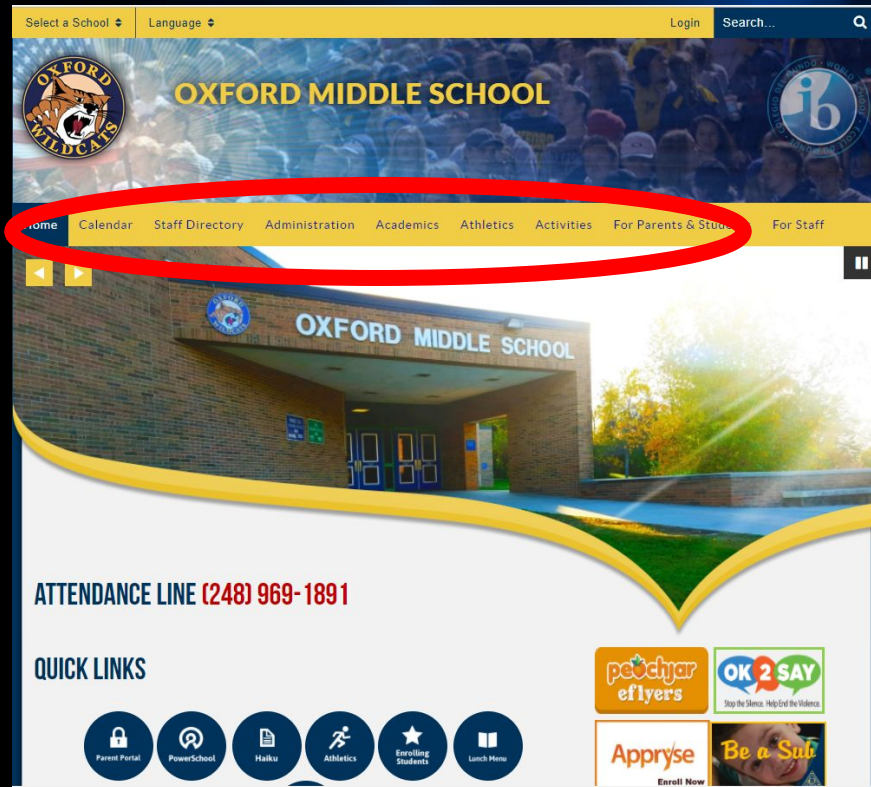 Select a School
Language
Login
Search...
OXFORD
WILDCATS
OXFORD MIDDLE SCHOOL
ib
Home Calendar Staff Directory Administration Academics Athletics Activities For Parents & Stude For Staff
OXFORD MIDDLE SCHOOL
ATTENDANCE LINE (248) 969-1891
QUICK LINKS
peachjar
eflyers
OK2SAY
Stop the Silence. Help End the Violence.
Parent Portal
PowerSchool
Haiku
Athletics
Enrolling
Students
Lunch Menu
Appryse
Enroll Now
Be a Sub